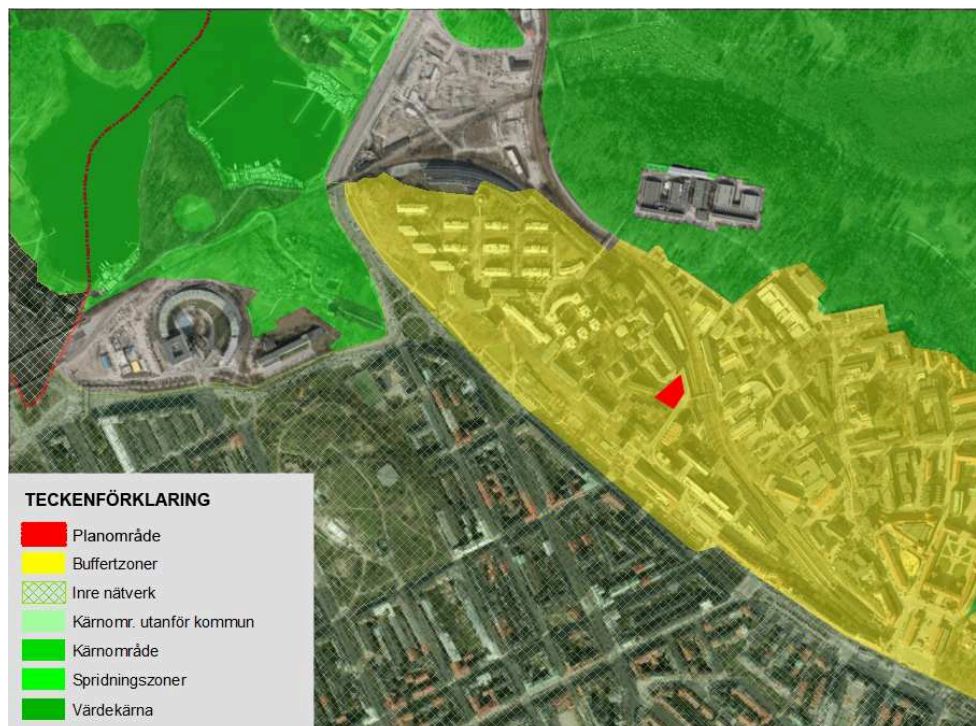 TECKENFÖRKLARING
Planområde
Buffertzoner
Inre nätverk
Kärnomr. utanför kommun
Kärnområde
Spridningszoner
Värdekärna